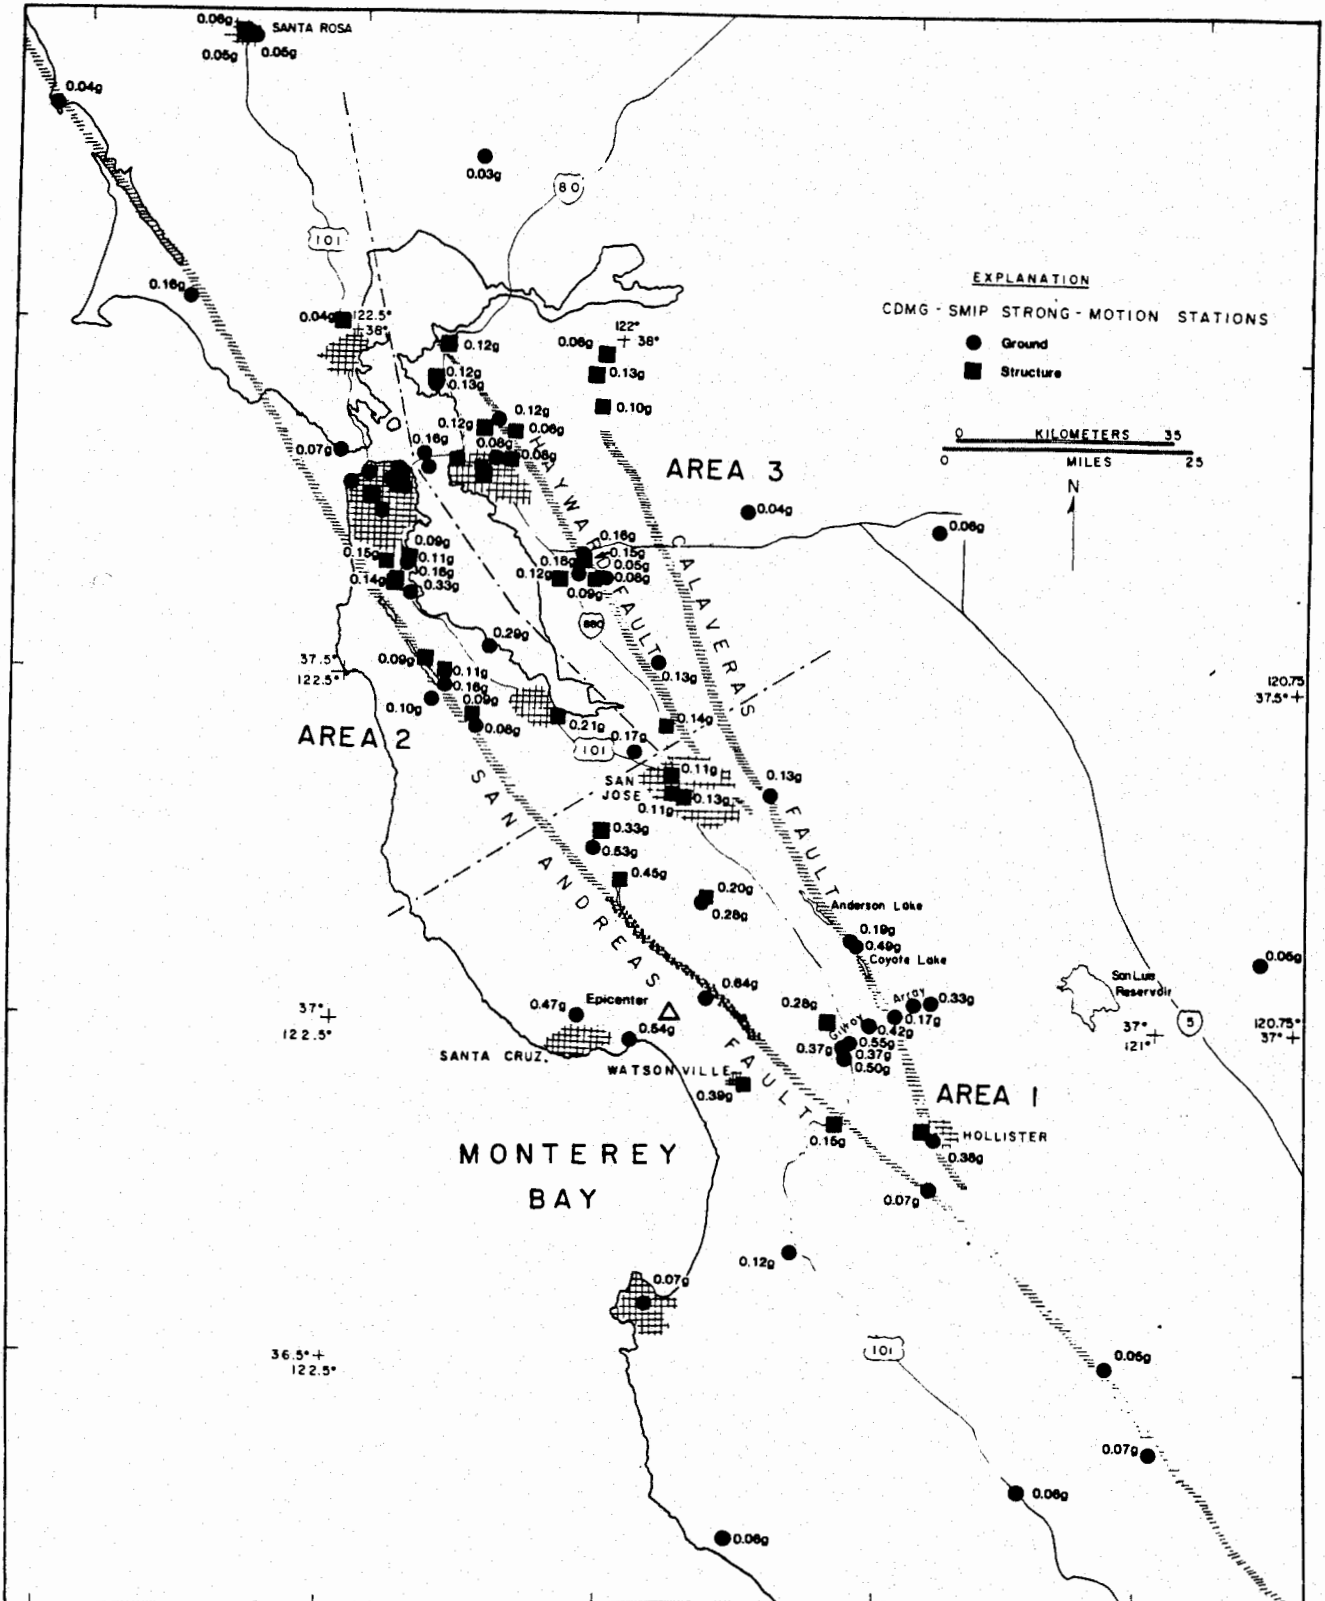 0.06g
SANTA ROSA
0.05g
0.05g
0.04g
0.03g
80
101
0.16g
EXPLANATION
CDMG - SMIP STRONG - MOTION STATIONS
Ground
Structure
0.04g
122.5°
38°
0.12g
0.06g
122°
38°
0.12g
0.13g
0.13g
0.10g
0.12g
0.12g
0.06g
0.07g
0.16g
0.08g
0.08g
0 KILOMETERS 35
0 MILES 25
N
AREA 3
HAYWARD FAULT
CALAVERAS FAULT
0.04g
0.06g
0.15g
0.09g
0.11g
0.16g
0.14g
0.33g
0.16g
0.15g
0.18g
0.05g
0.12g
0.08g
0.09g
880
0.29g
37.5°
122.5°
0.09g
0.11g
0.16g
0.10g
0.09g
0.08g
0.13g
120.75
37.5°
AREA 2
0.21g
0.17g
0.14g
101
SAN
JOSE
0.11g
0.11g
0.13g
0.13g
SAN ANDREAS FAULT
0.33g
0.53g
0.45g
0.20g
0.28g
Anderson Lake
0.19g
0.49g
Coyote Lake
0.06g
San Luis
Reservoir
0.64g
0.47g
Epicenter
0.54g
37°
122.5°
SANTA CRUZ
WATSONVILLE
0.39g
0.28g
Gilroy Array
0.33g
0.17g
0.42g
0.55g
0.37g
0.37g
0.50g
37°
121°
5
120.75°
37°
AREA 1
0.15g
HOLLISTER
0.38g
0.07g
MONTEREY
BAY
0.12g
0.07g
36.5°
122.5°
101
0.05g
0.07g
0.06g
0.06g